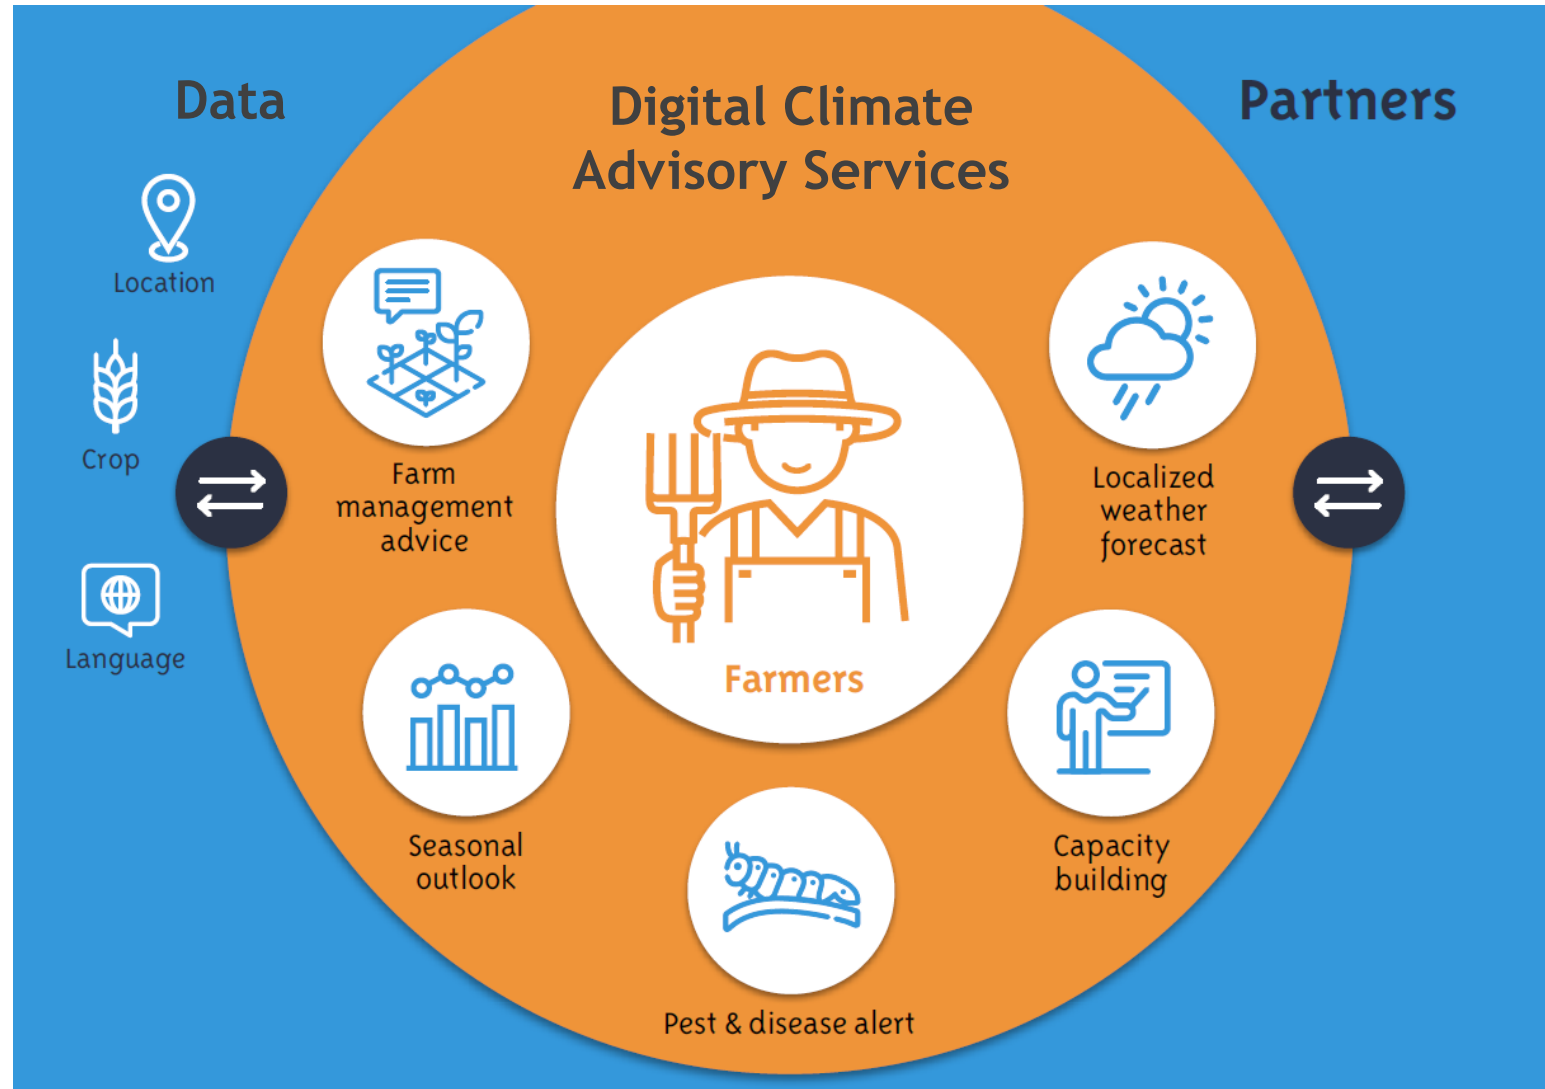 Data
Digital Climate
Advisory Services
Partners
Location
Crop
Language
Farm
management
advice
Localized
weather
forecast
Farmers
Seasonal
outlook
Capacity
building
Pest & disease alert